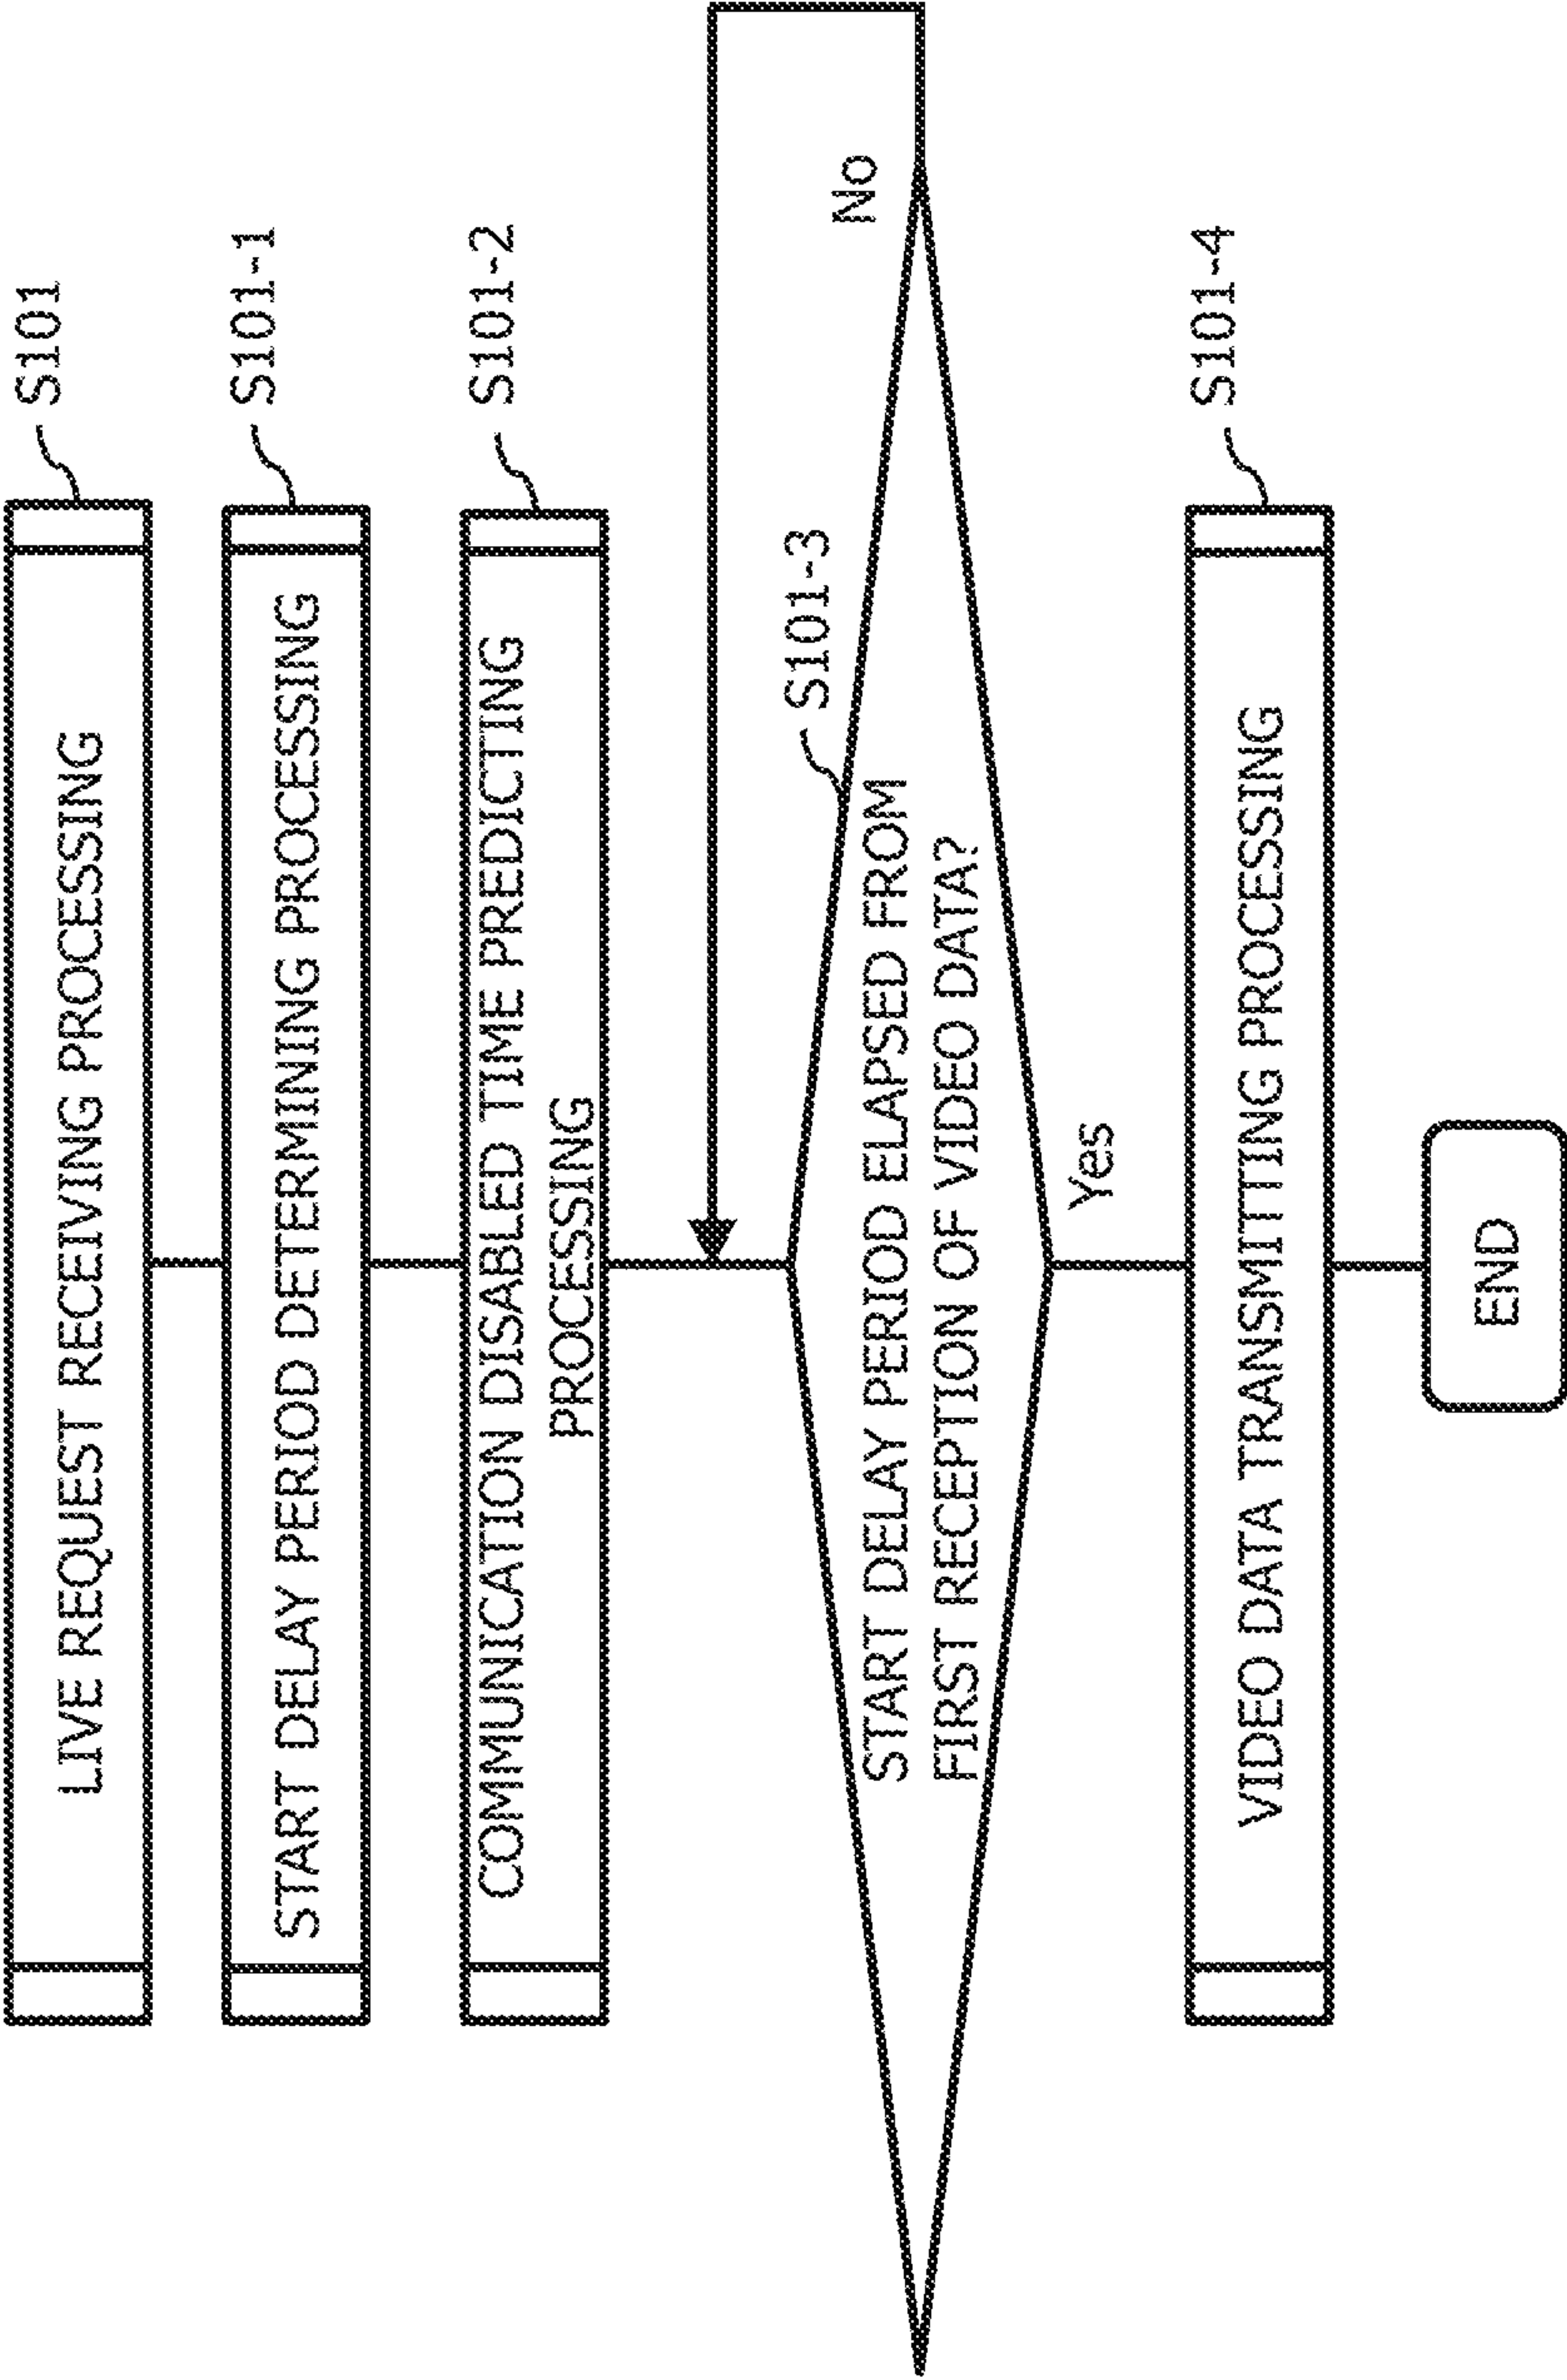 LIVE REQUEST RECEIVING PROCESSING
S101
START DELAY PERIOD DETERMINING PROCESSING
S101-1
COMMUNICATION DISABLED TIME PREDICTING
PROCESSING
S101-2
START DELAY PERIOD ELAPSED FROM
FIRST RECEPTION OF VIDEO DATA?
S101-3
No
Yes
VIDEO DATA TRANSMITTING PROCESSING
S101-4
END